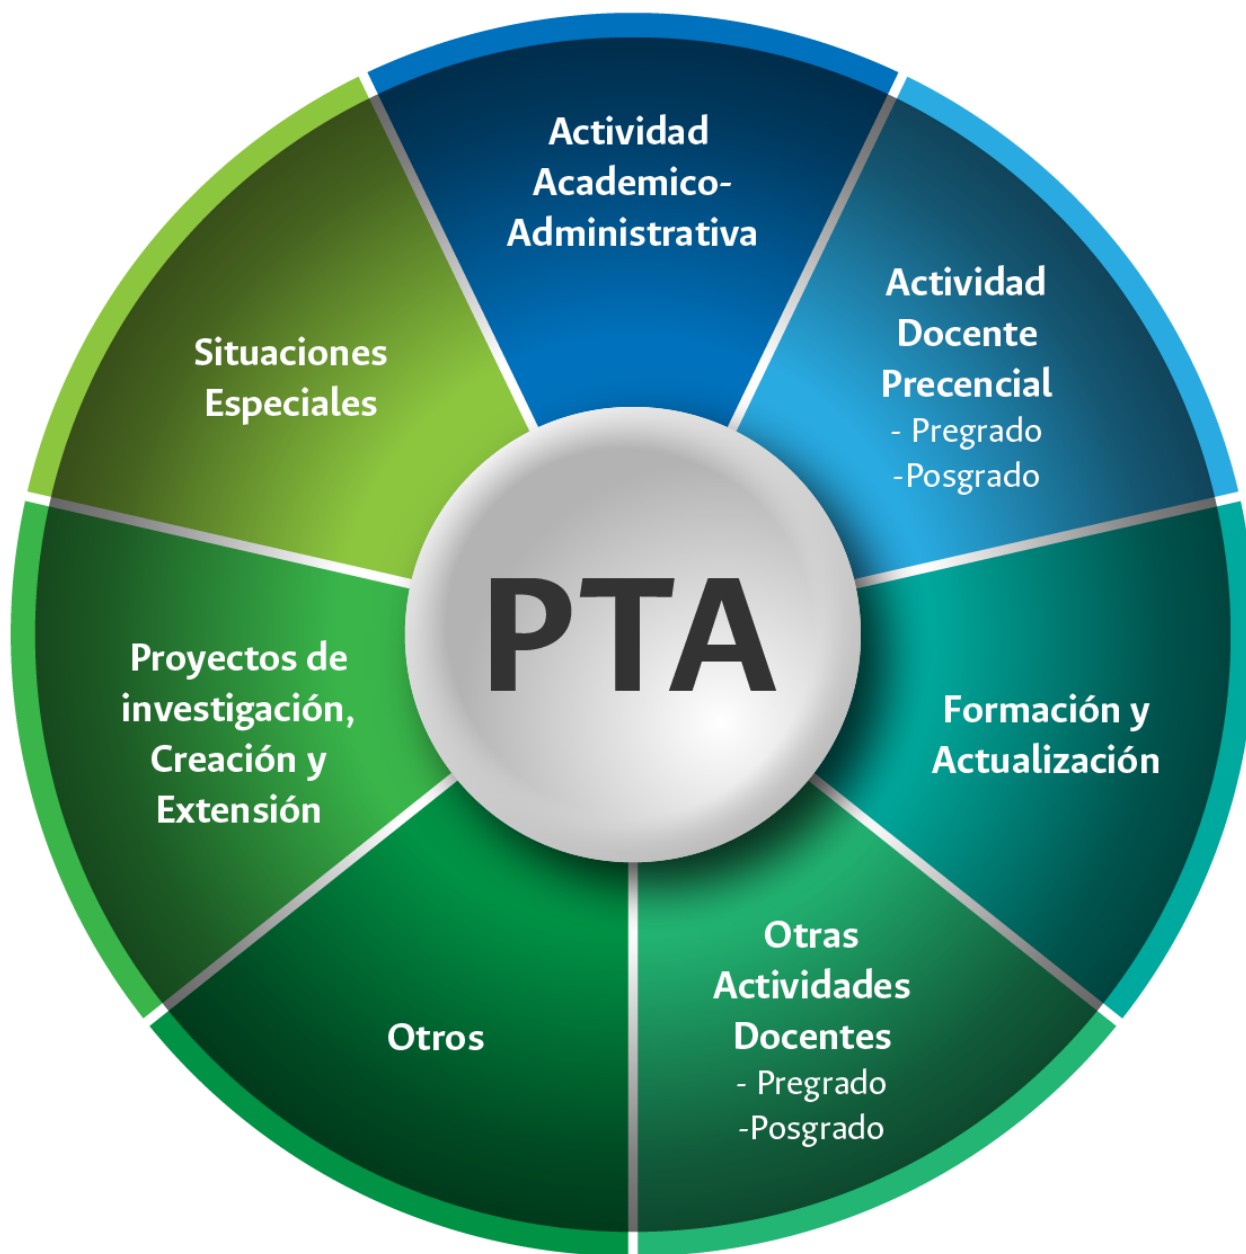 Actividad
Academico-
Administrativa
Actividad
Docente
Precencial
- Pregrado
-Posgrado
Formación y
Actualización
Otras
Actividades
Docentes
- Pregrado
-Posgrado
Otros
Proyectos de
investigación,
Creación y
Extensión
Situaciones
Especiales
PTA